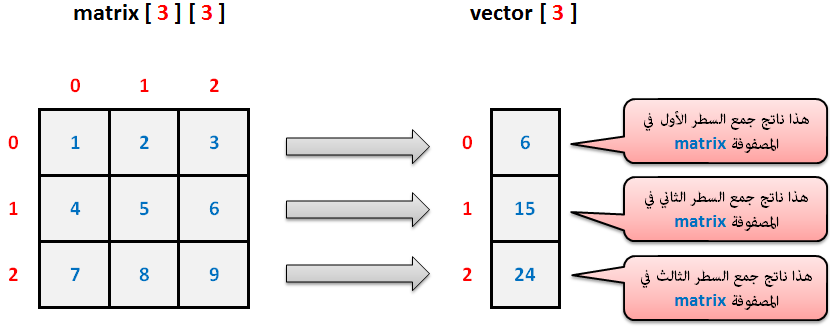 matrix [ 3 ] [ 3 ]
vector [ 3 ]
0 1 2
0 1 2 3
0 6
هذا ناتج جمع السطر الأول في
المصفوفة matrix
1 4 5 6
1 15
هذا ناتج جمع السطر الثاني في
المصفوفة matrix
2 7 8 9
2 24
هذا ناتج جمع السطر الثالث في
المصفوفة matrix